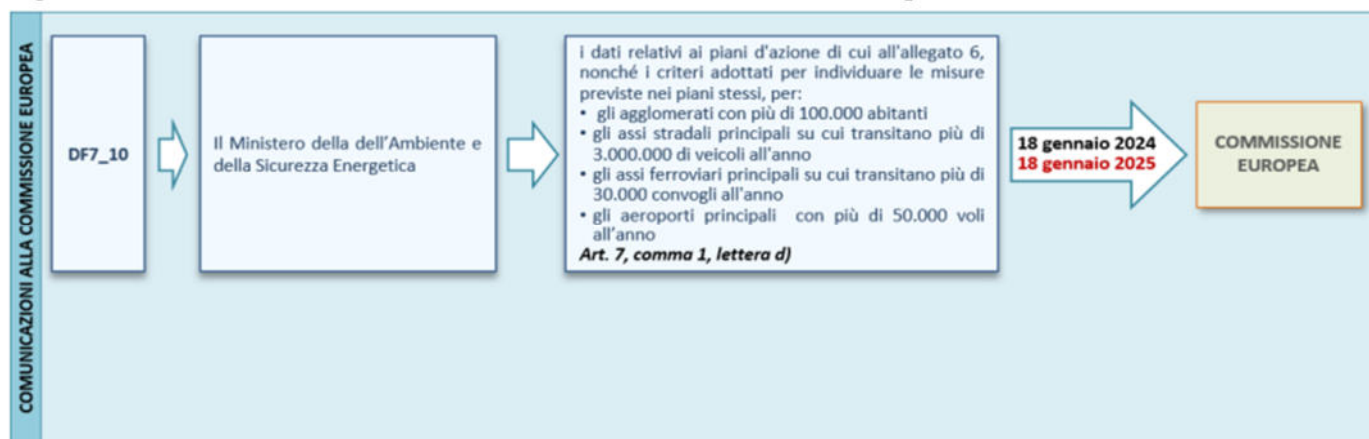 COMUNICAZIONI ALLA COMMISSIONE EUROPEA
DF7_10
Il Ministero della dell'Ambiente e
della Sicurezza Energetica
i dati relativi ai piani d'azione di cui all'allegato 6,
nonché i criteri adottati per individuare le misure
previste nei piani stessi, per:
• gli agglomerati con più di 100.000 abitanti
• gli assi stradali principali su cui transitano più di
3.000.000 di veicoli all'anno
• gli assi ferroviari principali su cui transitano più di
30.000 convogli all'anno
• gli aeroporti principali con più di 50.000 voli
all'anno
Art. 7, comma 1, lettera d)
18 gennaio 2024
18 gennaio 2025
COMMISSIONE
EUROPEA